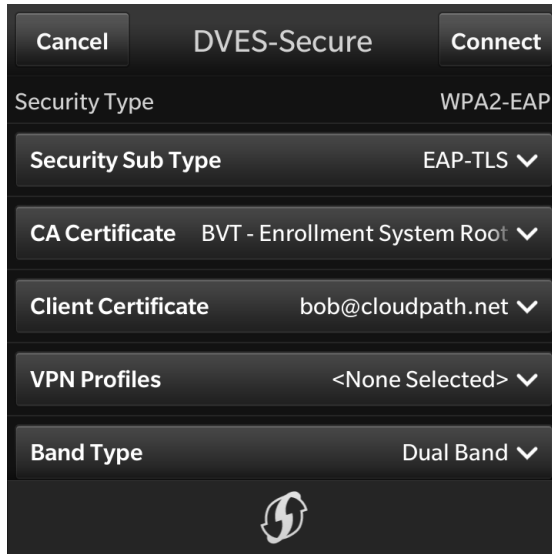 Cancel DVES-Secure Connect
Security Type WPA2-EAP
Security Sub Type EAP-TLS
CA Certificate BVT - Enrollment System Root
Client Certificate bob@cloudpath.net
VPN Profiles <None Selected>
Band Type Dual Band